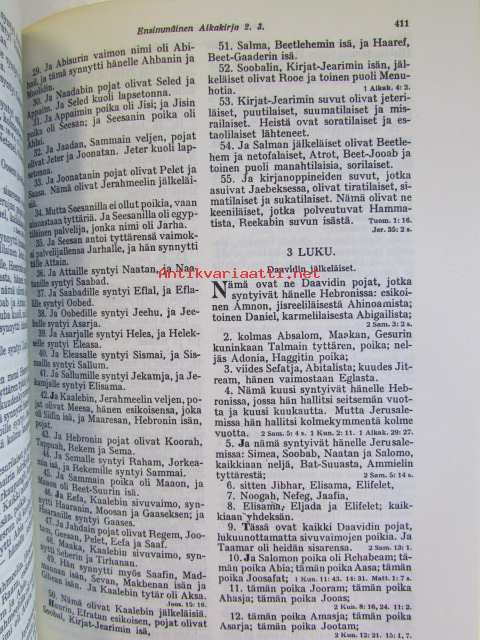 Ensimmäinen Aikakirja 2. 3.
411
29. Ja Abisurin vaimon nimi oli Abi-
hail, ja tämä synnytti hänelle Ahbanin ja
Moolidin.
30. Ja Naadabin pojat olivat Seled ja
Appaim. Ja Seled kuoli lapsetonna.
31. Ja Appaimin poika oli Jisi; ja Jisin
poika oli Seesan; ja Seesanin poika oli
Ahlai.
32. Ja Jaadan, Sammain veljen, pojat
olivat Jeter ja Joonatan. Jeter kuoli lap-
setonna.
33. Ja Joonatanin pojat olivat Pelet ja
Saasa. Nämä olivat Jerahmeelin jälkeläi-
siä.
34. Mutta Seesanilla ei ollut poikia, vaan
ainoastaan tyttäriä. Ja Seesanilla oli egyp-
tiläinen palvelija, jonka nimi oli Jarha.
35. Ja Seesan antoi tyttärensä vaimok-
si palvelijallensa Jarhalle, ja hän synnytti
tälle Attain.
36. Ja Attaille syntyi Naatan, ja Naa-
tanille syntyi Saabad.
37. Ja Saabadille syntyi Eflal, ja Efla-
lille syntyi Oobed.
38. Ja Oobedille syntyi Jeehu, ja Jee-
hulle syntyi Asarja.
39. Ja Asarjalle syntyi Heles, ja Helek-
selle syntyi Eleasa.
40. Ja Eleasalle syntyi Sismai, ja Sis-
maille syntyi Sallum.
41. Ja Sallumille syntyi Jekamja, ja Je-
kamjalle syntyi Elisama.
42. Ja Kaalebin, Jerahmeelin veljen, po-
jat olivat Meesa, hänen esikoisensa, joka
oli Siifin isä, ja Maaresan, Hebronin isän,
pojat.
43. Ja Hebronin pojat olivat Koorah,
Tappuah, Rekem ja Sema.
44. Ja Semalle syntyi Raham, Jorkea-
min isä, ja Rekemille syntyi Sammai.
45. Ja Sammain poika oli Maaon, ja
Maaon oli Beet-Suurin isä.
46. Ja Eefa, Kaalebin sivuvaimo, syn-
nytti Haaranin, Moosan ja Gaaseksen; ja
Haaranille syntyi Gaases.
47. Ja Jahdain pojat olivat Regem, Joo-
tam, Geesan, Pelet, Eefa ja Saaf.
48. Maaka, Kaalebin sivuvaimo, syn-
nytti Seberin ja Tirhanan.
49. Hän synnytti myös Saafin, Mad-
mannan isän, Sevan, Makbenan isän ja
Gibean isän. Ja Kaalebin tytär oli Aksa.
Joos. 15: 16.
50. Nämä olivat Kaalebin jälkeläisiä.
Huurin, Efratan esikoisen, pojat olivat
Soobal, Kirjat-Jearimin isä,
51. Salma, Beetlehemin isä, ja Haaref,
Beet-Gaaderin isä.
52. Soobalin, Kirjat-Jearimin isän, jäl-
keläiset olivat Rooe ja toinen puoli Menu-
hotia.
1 Aikak. 4: 2.
53. Kirjat-Jearimin suvut olivat jeteri-
läiset, puutilaiset, suumatilaiset ja mis-
railaiset. Heistä ovat soratilaiset ja es-
taolilaiset lähteneet.
54. Ja Salman jälkeläiset olivat Beetle-
hem ja netofalaiset, Atrot, Beet-Jooab ja
toinen puoli manahtilaisia, sorilaiset.
55. Ja kirjanoppineiden suvut, jotka
asuivat Jaebeksessa, olivat tiratilaiset, si-
matilaiset ja sukatilaiset. Nämä olivat ne
keeniläiset, jotka polveutuvat Hamma-
tista, Reekabin suvun isästä.
Tuom. 1: 16.
Jer. 35: 2 s.
3 LUKU.
Daavidin jälkeläiset.
Antikvariaatti.net
Nämä ovat ne Daavidin pojat, jotka
syntyivät hänelle Hebronissa: esikoi-
nen Amnon, jisreeliläisestä Ahinoamista;
toinen Daniel, karmelilaisesta Abigailista;
2 Sam. 3: 2 s.
2. kolmas Absalom, Maakan, Gesurin
kuninkaan Talmain tyttären, poika; nel-
jäs Adonia, Haggitin poika;
3. viides Sefatja, Abitalista; kuudes Jit-
ream, hänen vaimostaan Eglasta.
4. Nämä kuusi syntyivät hänelle Heb-
ronissa, jossa hän hallitsi seitsemän vuot-
ta ja kuusi kuukautta. Mutta Jerusale-
missa hän hallitsi kolmekymmentä kolme
vuotta. 2 Sam. 5: 4 s. 1 Kun. 2: 11. 1 Aikak. 29: 27.
5. Ja nämä syntyivät hänelle Jerusale-
missa: Simea, Soobab, Naatan ja Salomo,
kaikkiaan neljä, Bat-Suuasta, Ammielin
tyttärestä;
2 Sam. 5: 14 s.
6. sitten Jibhar, Elisama, Elifelet,
7. Noogah, Nefeg, Jaafia,
8. Elisama, Eljada ja Elifelet; kaik-
kiaan yhdeksän.
9. Tässä ovat kaikki Daavidin pojat,
lukuunottamatta sivuvaimojen poikia. Ja
Taamar oli heidän sisarensa.
2 Sam. 13: 1.
10. Ja Salomon poika oli Rehabeam; tä-
män poika Abia; tämän poika Aasa; tämän
poika Joosafat; 1 Kun. 11: 43. 14: 31. Matt. 1: 7 s.
11. tämän poika Jooram; tämän poika
Ahasja; tämän poika Jooas;
2 Kun. 8: 16, 24. 11: 2.
12. tämän poika Amasja; tämän poika
Asarja; tämän poika Jootam;
2 Kun. 12: 21. 15: 1, 7.